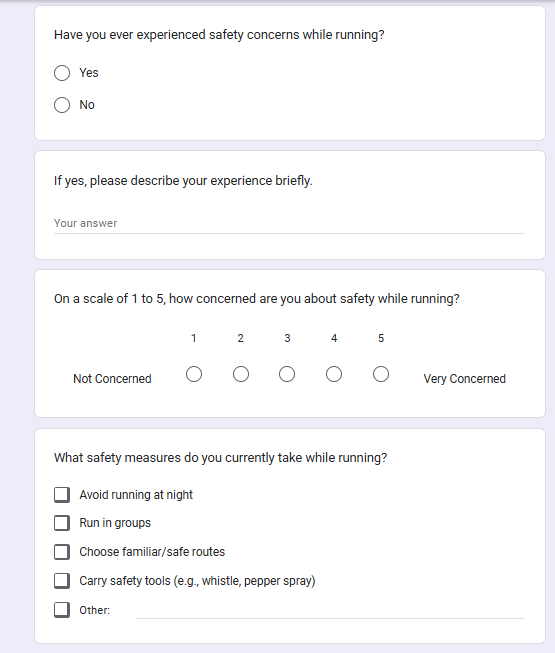 Have you ever experienced safety concerns while running?
Yes
No
If yes, please describe your experience briefly.
Your answer
On a scale of 1 to 5, how concerned are you about safety while running?
1 2 3 4 5
Not Concerned Very Concerned
What safety measures do you currently take while running?
Avoid running at night
Run in groups
Choose familiar/safe routes
Carry safety tools (e.g., whistle, pepper spray)
Other: